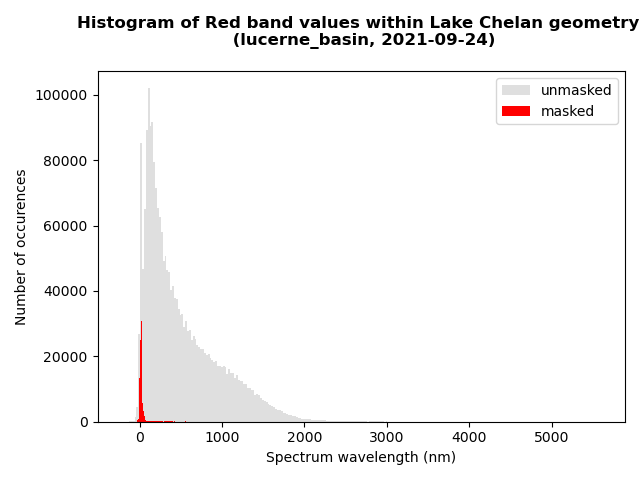 Histogram of Red band values within Lake Chelan geometry
(lucerne_basin, 2021-09-24)
unmasked
masked
Number of occurences
100000
80000
60000
40000
20000
0
0 1000 2000 3000 4000 5000
Spectrum wavelength (nm)